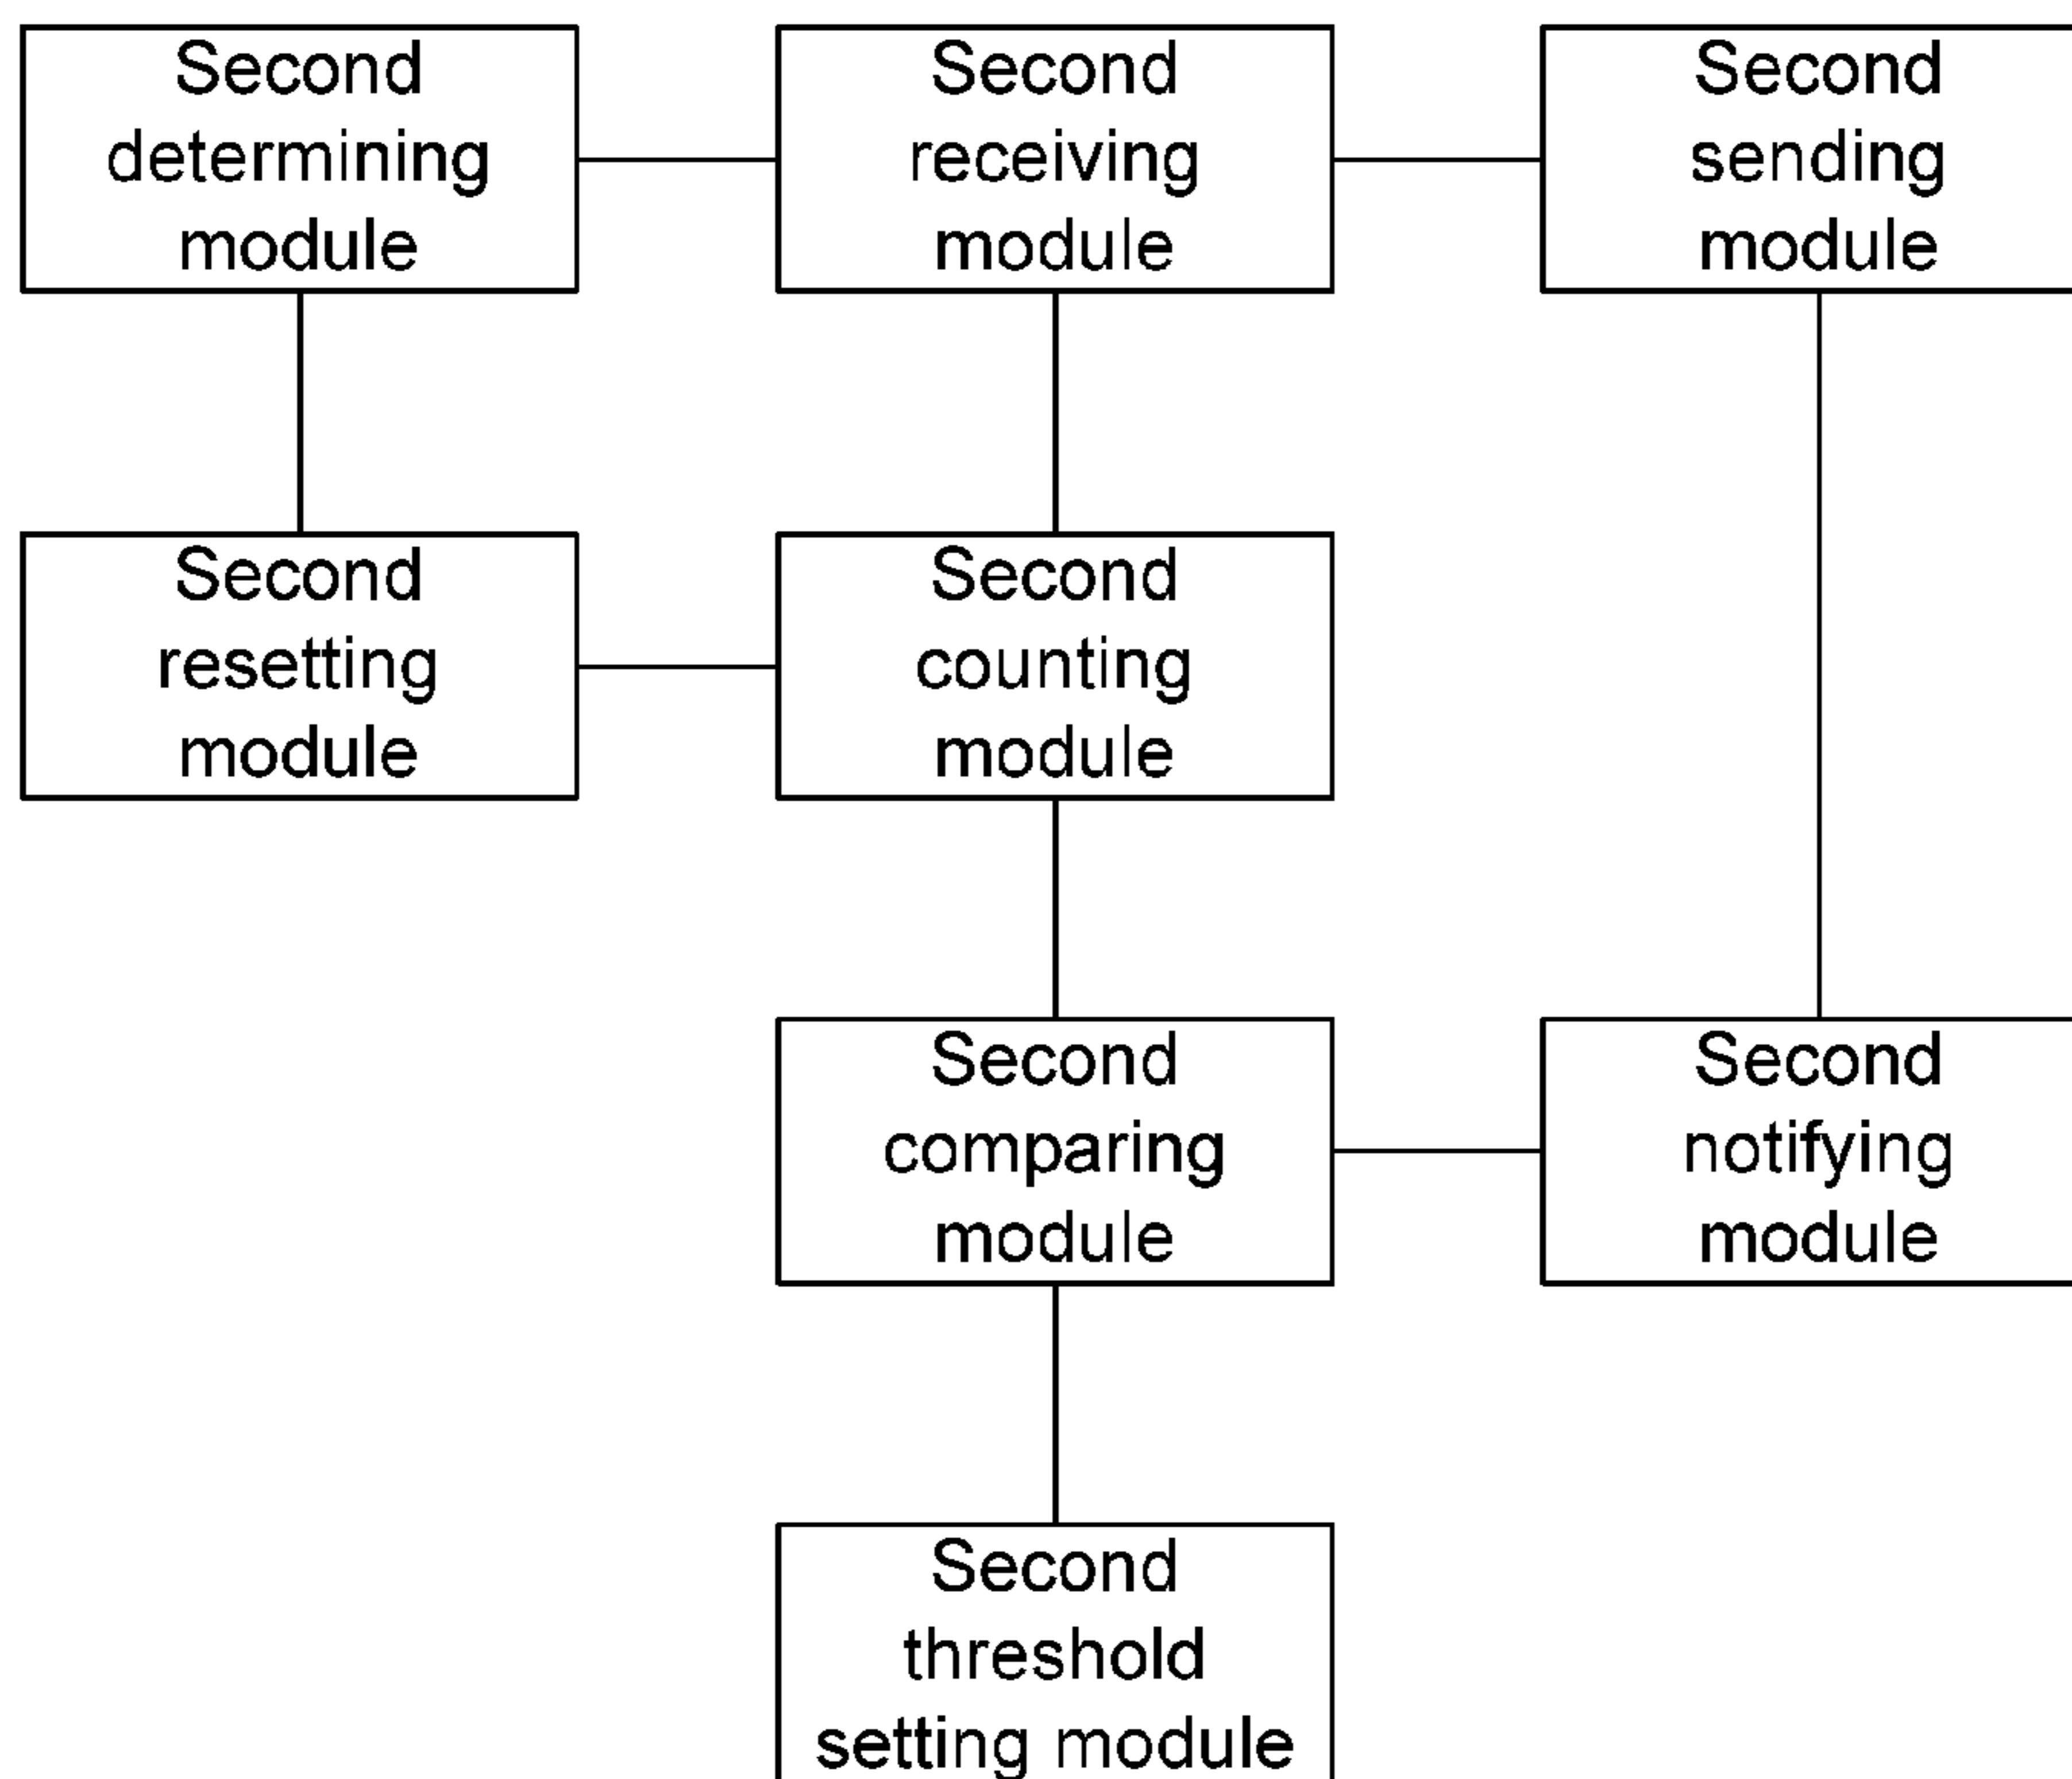 Second
determining
module
Second
receiving
module
Second
sending
module
Second
resetting
module
Second
counting
module
Second
comparing
module
Second
notifying
module
Second
threshold
setting module